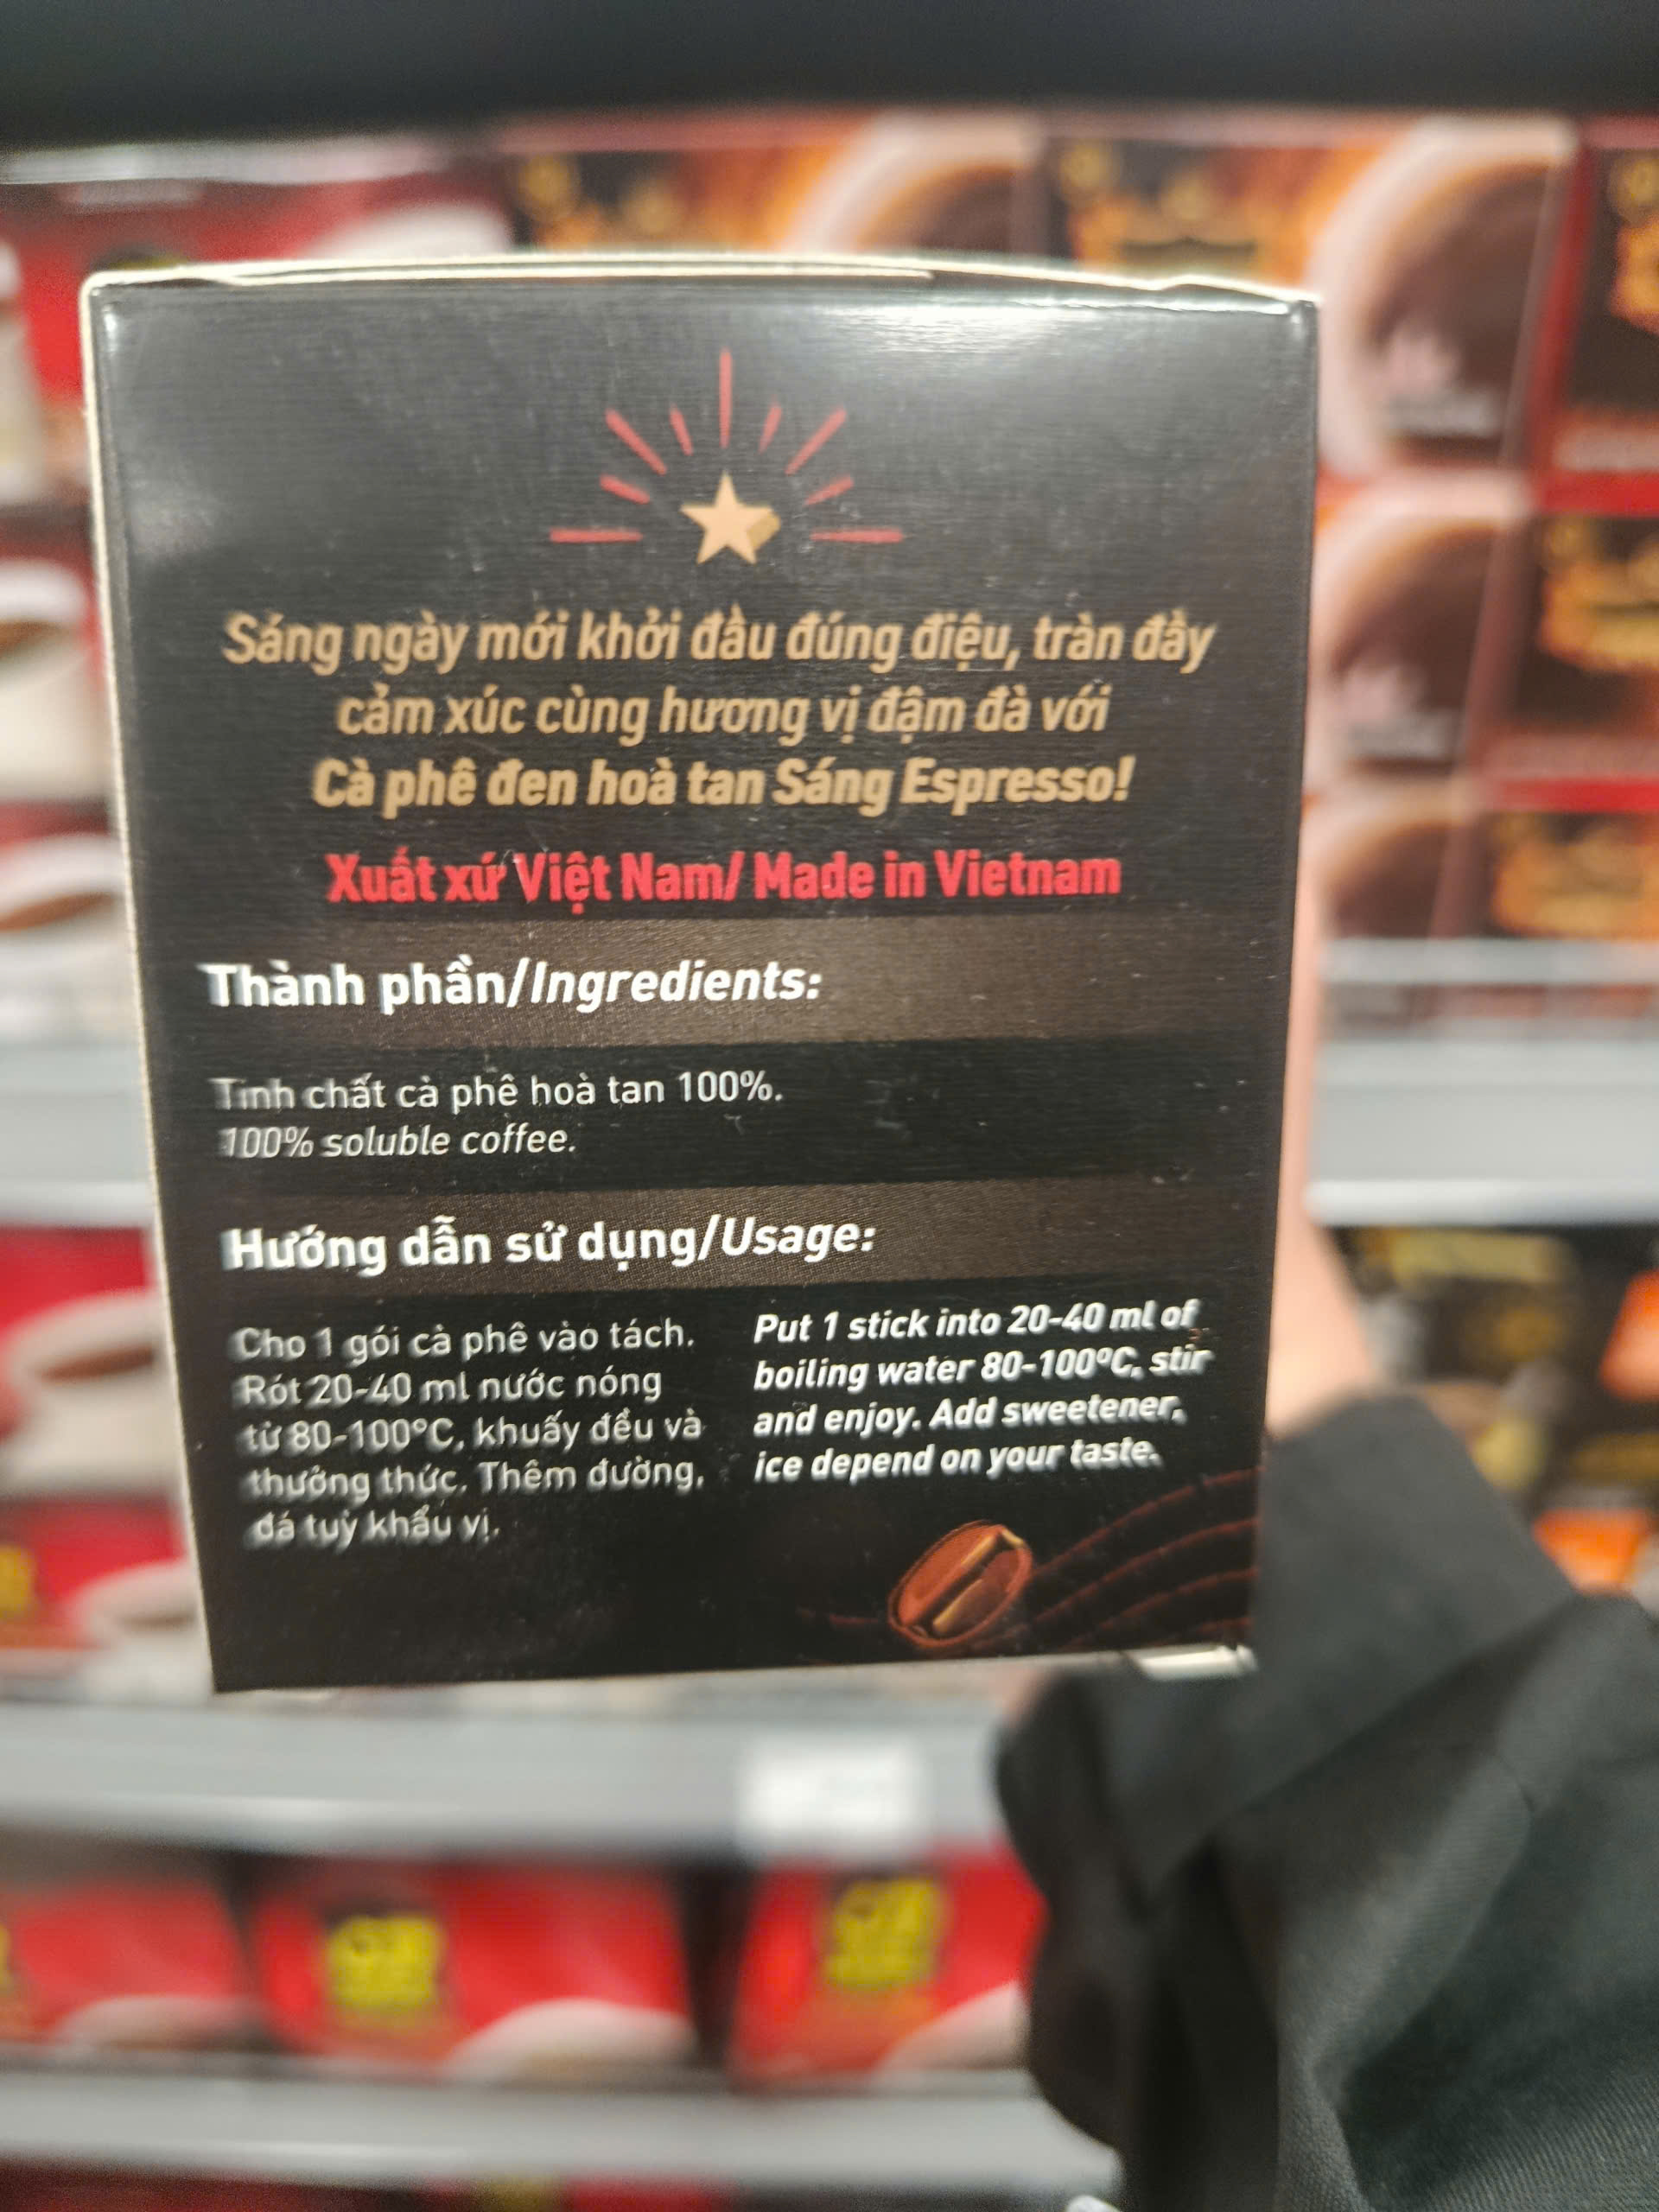 Sáng ngày mới khởi đầu đúng điệu, tràn đầy
cảm xúc cùng hương vị đậm đà với
Cà phê đen hoà tan Sáng Espresso!
Xuất xứ Việt Nam/ Made in Vietnam
Thành phần/Ingredients:
Tinh chất cà phê hoà tan 100%.
100% soluble coffee.
Hướng dẫn sử dụng/Usage:
Cho 1 gói cà phê vào tách.
Rót 20-40 ml nước nóng
từ 80-100°C, khuấy đều và
thưởng thức. Thêm đường,
đá tuỳ khẩu vị.
Put 1 stick into 20-40 ml of
boiling water 80-100°C, stir
and enjoy. Add sweetener,
ice depend on your taste.